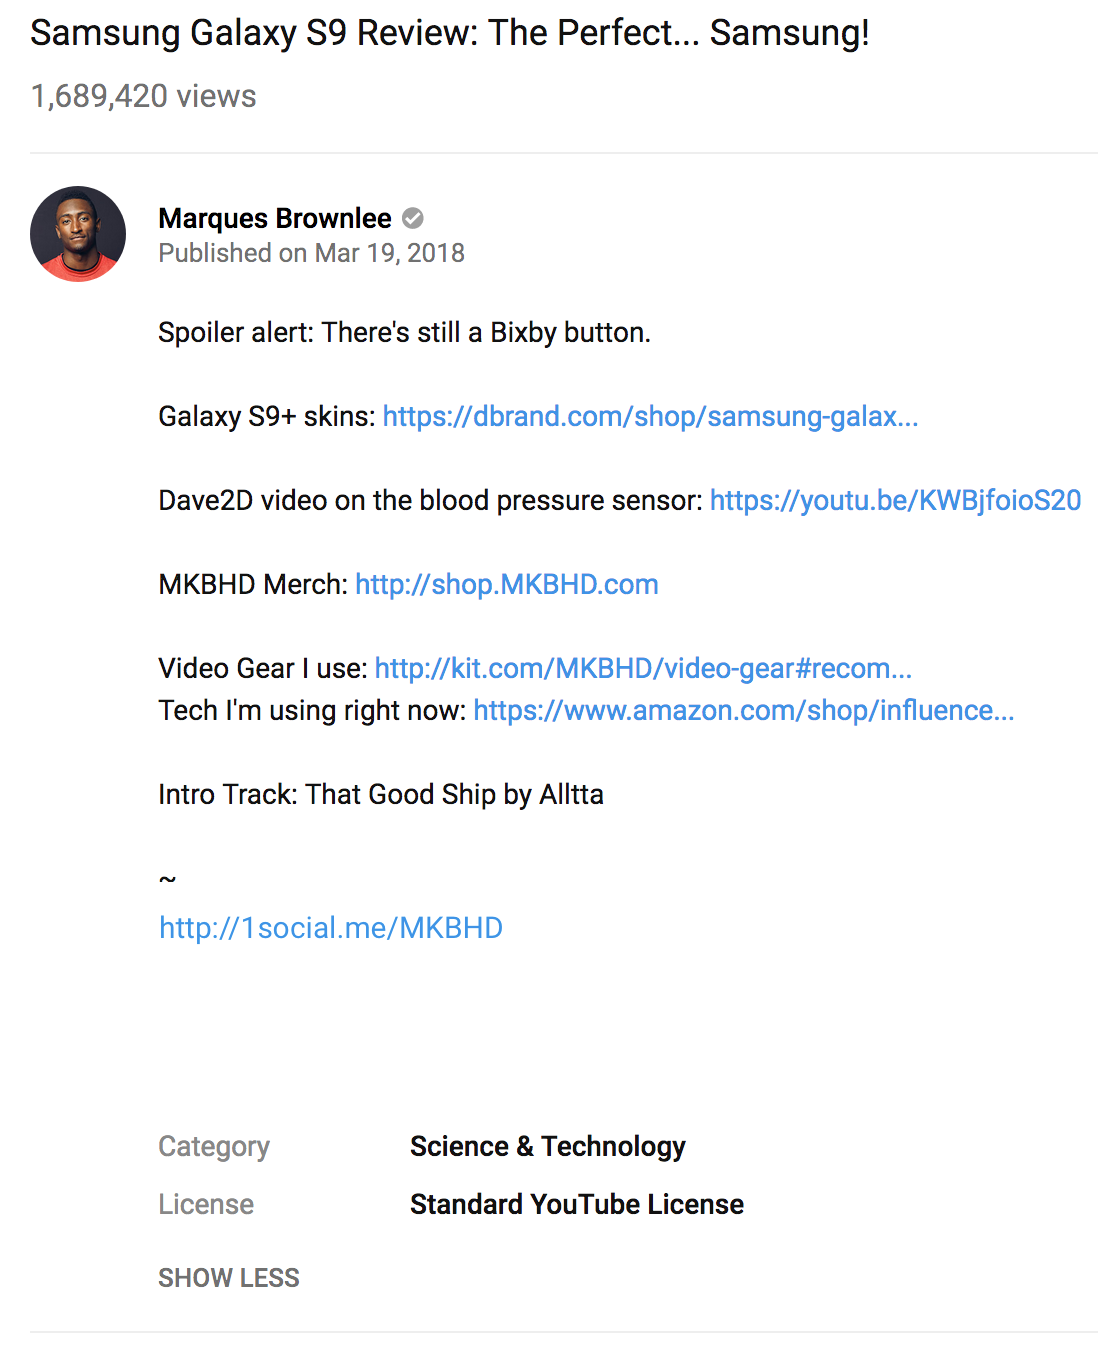 Samsung Galaxy S9 Review: The Perfect... Samsung!
1,689,420 views
Marques Brownlee
Published on Mar 19, 2018
Spoiler alert: There's still a Bixby button.
Galaxy S9+ skins: https://dbrand.com/shop/samsung-galax...
Dave2D video on the blood pressure sensor: https://youtu.be/KWBjfoioS20
MKBHD Merch: http://shop.MKBHD.com
Video Gear I use: http://kit.com/MKBHD/video-gear#recom...
Tech I'm using right now: https://www.amazon.com/shop/influence...
Intro Track: That Good Ship by Alltta
~
http://1social.me/MKBHD
Category Science & Technology
License Standard YouTube License
SHOW LESS